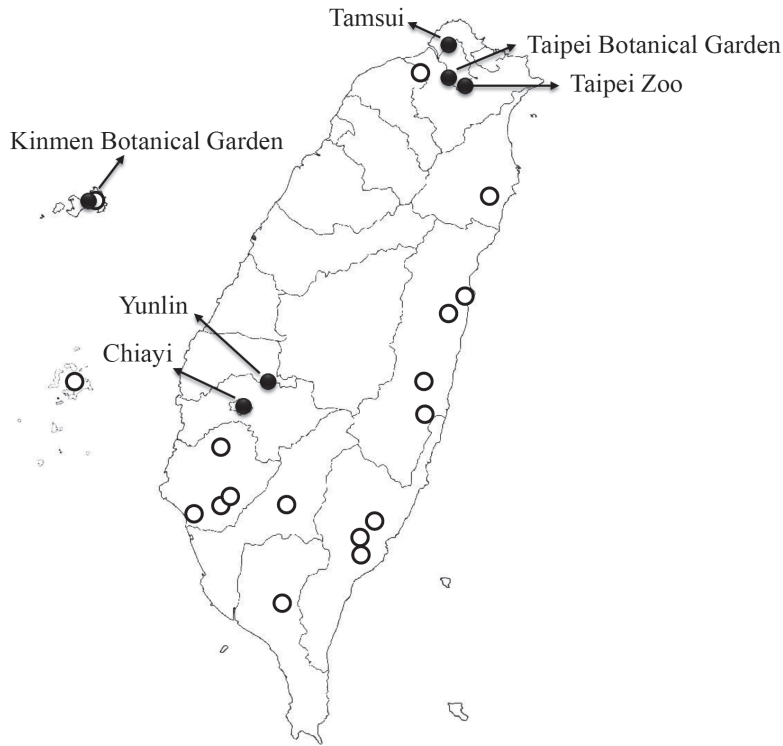 Tamsui
Taipei Botanical Garden
Taipei Zoo
Kinmen Botanical Garden
Yunlin
Chiayi